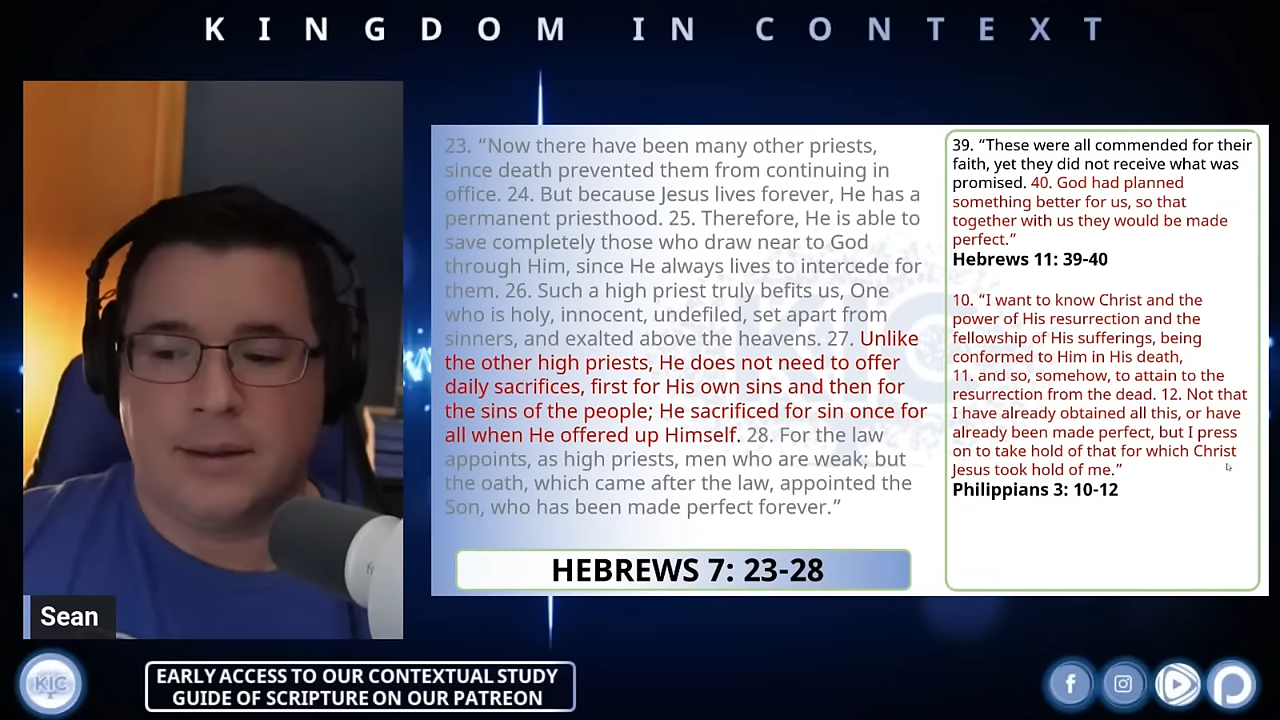 KINGDOM IN CONTEXT
23. “Now there have been many other priests,
since death prevented them from continuing in
office. 24. But because Jesus lives forever, He has a
permanent priesthood. 25. Therefore, He is able to
save completely those who draw near to God
through Him, since He always lives to intercede for
them. 26. Such a high priest truly befits us, One
who is holy, innocent, undefiled, set apart from
sinners, and exalted above the heavens. 27. Unlike
the other high priests, He does not need to offer
daily sacrifices, first for His own sins and then for
the sins of the people; He sacrificed for sin once for
all when He offered up Himself. 28. For the law
appoints, as high priests, men who are weak; but
the oath, which came after the law, appointed the
Son, who has been made perfect forever.”
HEBREWS 7: 23-28
39. “These were all commended for their
faith, yet they did not receive what was
promised. 40. God had planned
something better for us, so that
together with us they would be made
perfect.”
Hebrews 11: 39-40
10. “I want to know Christ and the
power of His resurrection and the
fellowship of His sufferings, being
conformed to Him in His death,
11. and so, somehow, to attain to the
resurrection from the dead. 12. Not that
I have already obtained all this, or have
already been made perfect, but I press
on to take hold of that for which Christ
Jesus took hold of me.”
Philippians 3: 10-12
Sean
KIC
EARLY ACCESS TO OUR CONTEXTUAL STUDY
GUIDE OF SCRIPTURE ON OUR PATREON